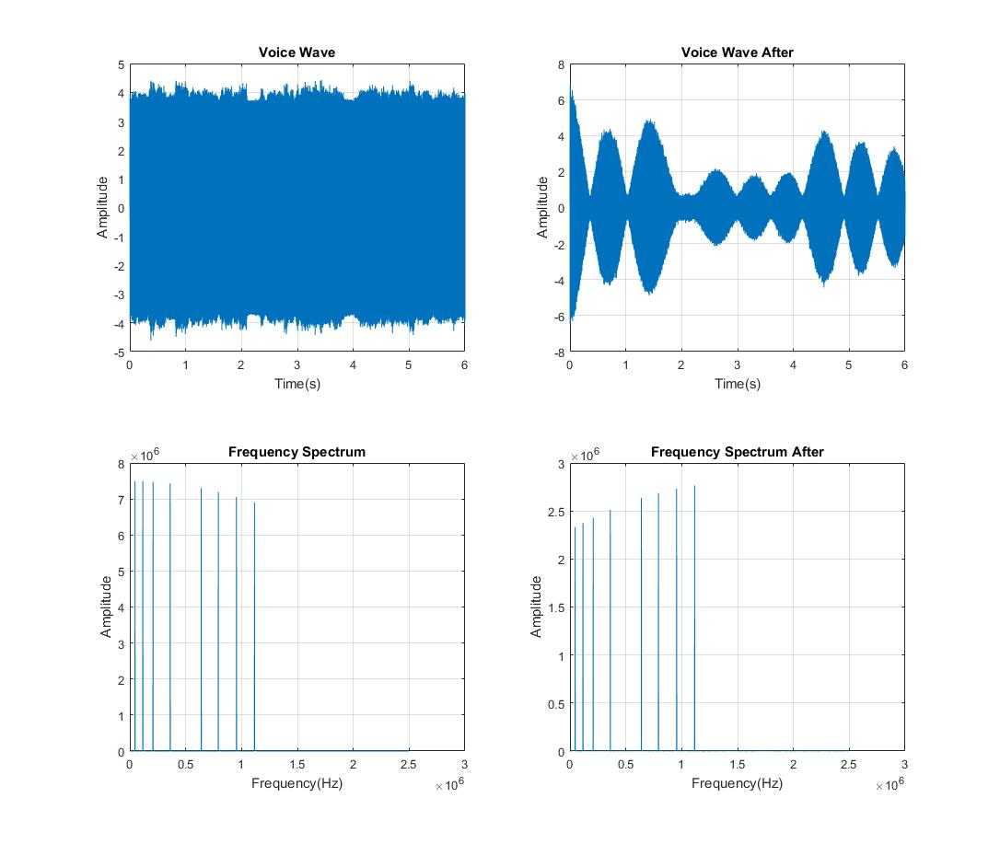 Voice Wave
5
4
3
2
1
0
-1
-2
-3
-4
-5
Amplitude
0 1 2 3 4 5 6
Time(s)
Voice Wave After
8
6
4
2
0
-2
-4
-6
-8
Amplitude
0 1 2 3 4 5 6
Time(s)
Frequency Spectrum
×10^6
8
7
6
5
4
3
2
1
0
Amplitude
0 0.5 1 1.5 2 2.5 3
Frequency(Hz)
×10^6
Frequency Spectrum After
×10^6
3
2.5
2
1.5
1
0.5
0
Amplitude
0 0.5 1 1.5 2 2.5 3
Frequency(Hz)
×10^6